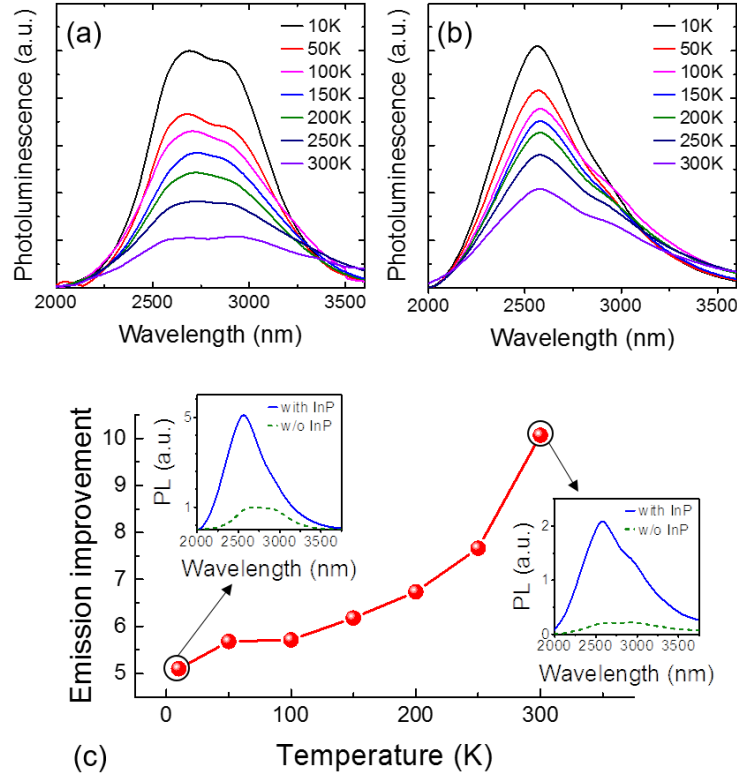 (a)
10K
50K
100K
150K
200K
250K
300K
Photoluminescence (a.u.)
2000 2500 3000 3500
Wavelength (nm)
(b)
10K
50K
100K
150K
200K
250K
300K
Photoluminescence (a.u.)
2000 2500 3000 3500
Wavelength (nm)
Emission improvement
10
9
8
7
6
5
0 100 200 300
Temperature (K)
(c)
with InP
w/o InP
PL (a.u.)
5
1
2000 2500 3000 3500
Wavelength (nm)
with InP
w/o InP
PL (a.u.)
2
1
0
2000 2500 3000 3500
Wavelength (nm)